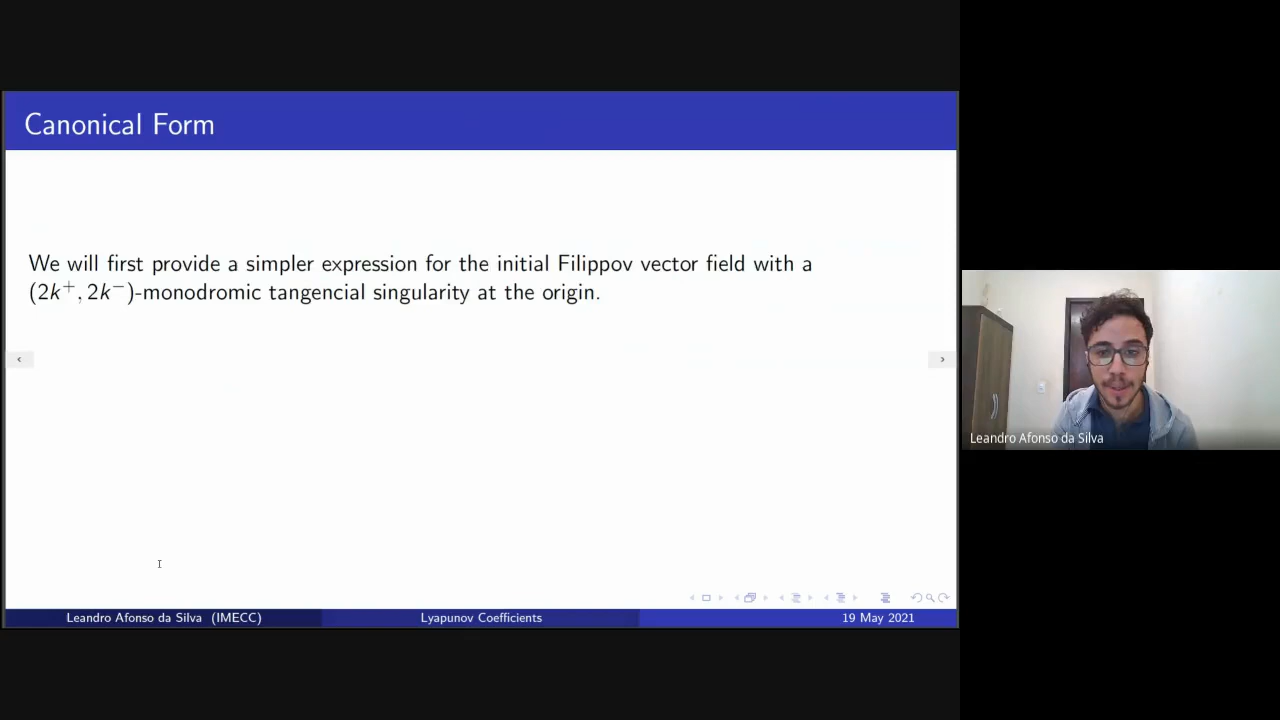 Canonical Form
We will first provide a simpler expression for the initial Filippov vector field with a
(2k⁺, 2k⁻)-monodromic tangencial singularity at the origin.
Leandro Afonso da Silva
Leandro Afonso da Silva (IMECC)
Lyapunov Coefficients
19 May 2021